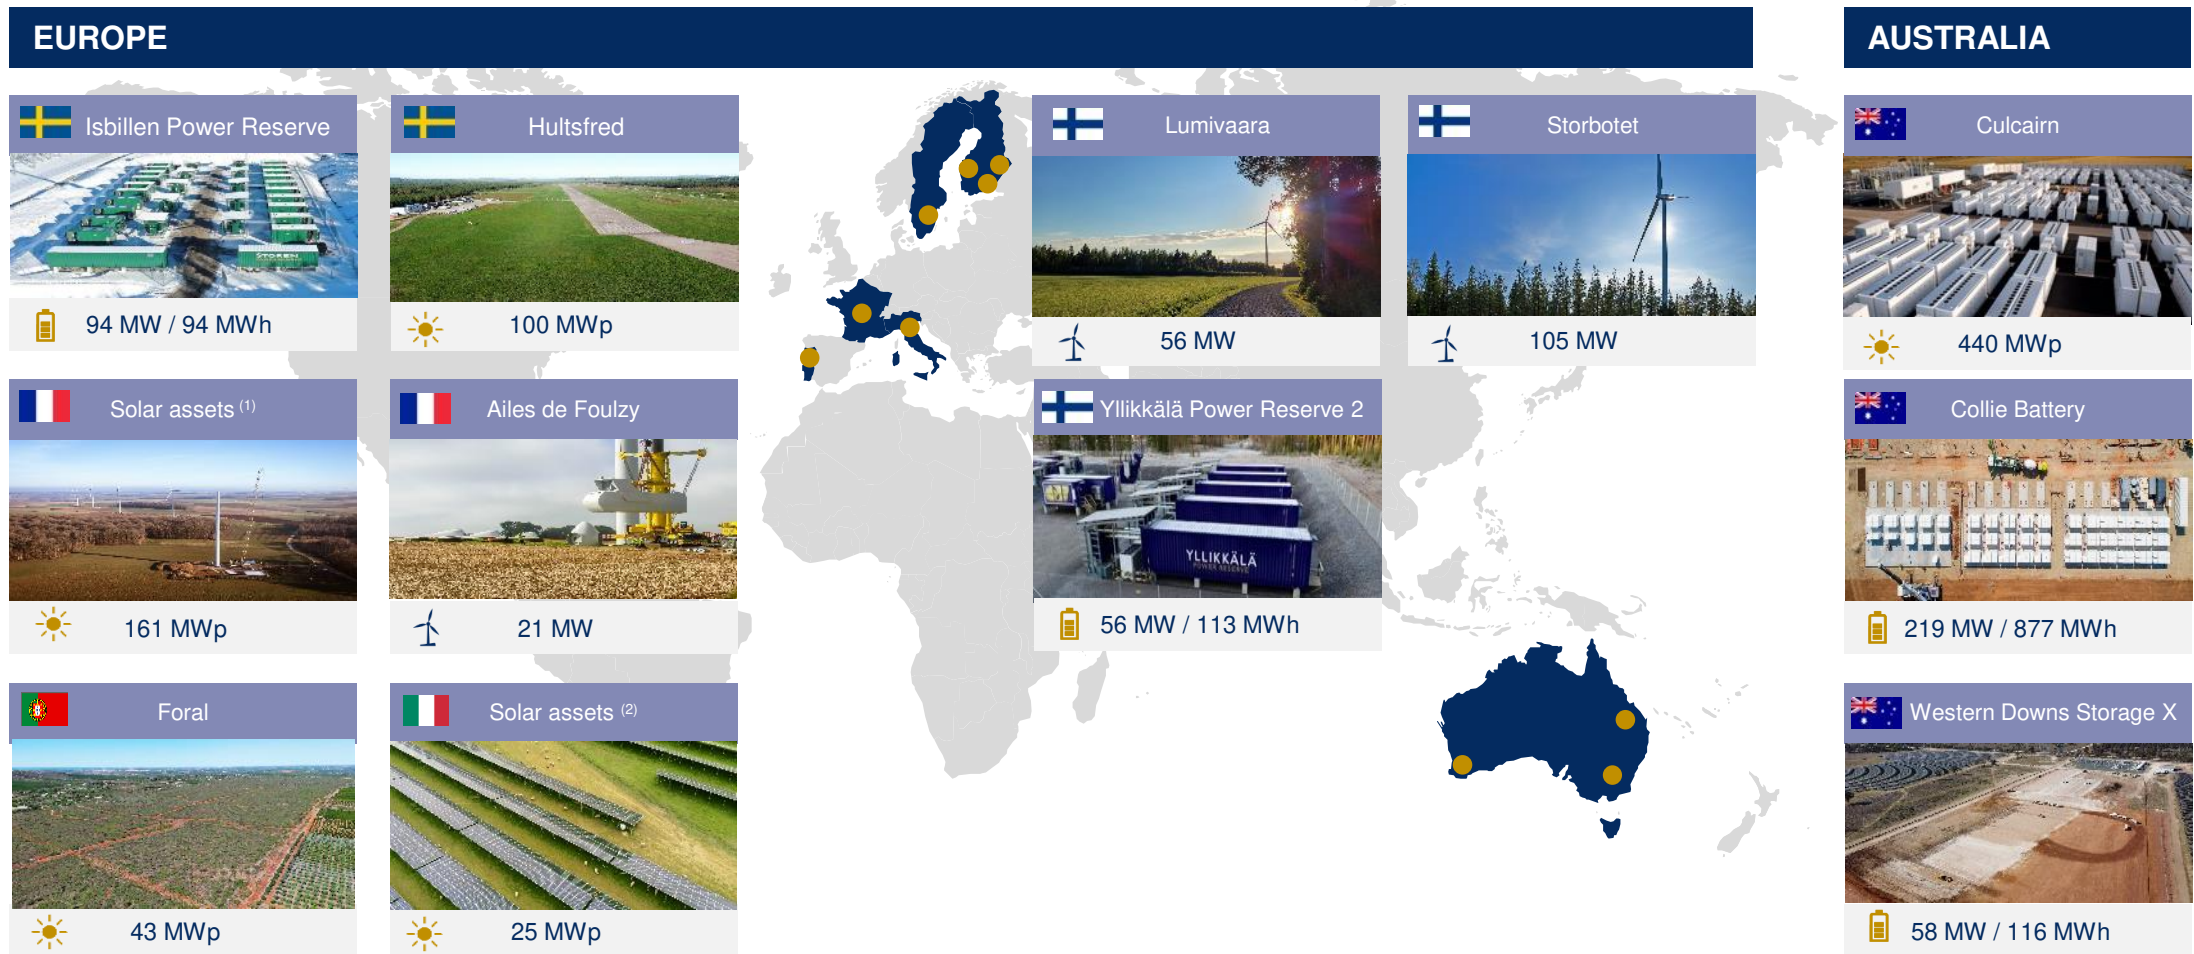 EUROPE
AUSTRALIA
Isbillen Power Reserve
Hultsfred
Lumivaara
Storbotet
Culcairn
STOREN
94 MW / 94 MWh
100 MWp
56 MW
105 MW
440 MWp
Solar assets (1)
Ailes de Foulzy
Yllikkälä Power Reserve 2
Collie Battery
YLLIKKÄLÄ
POWER RESERVE
161 MWp
21 MW
56 MW / 113 MWh
219 MW / 877 MWh
Foral
Solar assets (2)
Western Downs Storage X
43 MWp
25 MWp
58 MW / 116 MWh